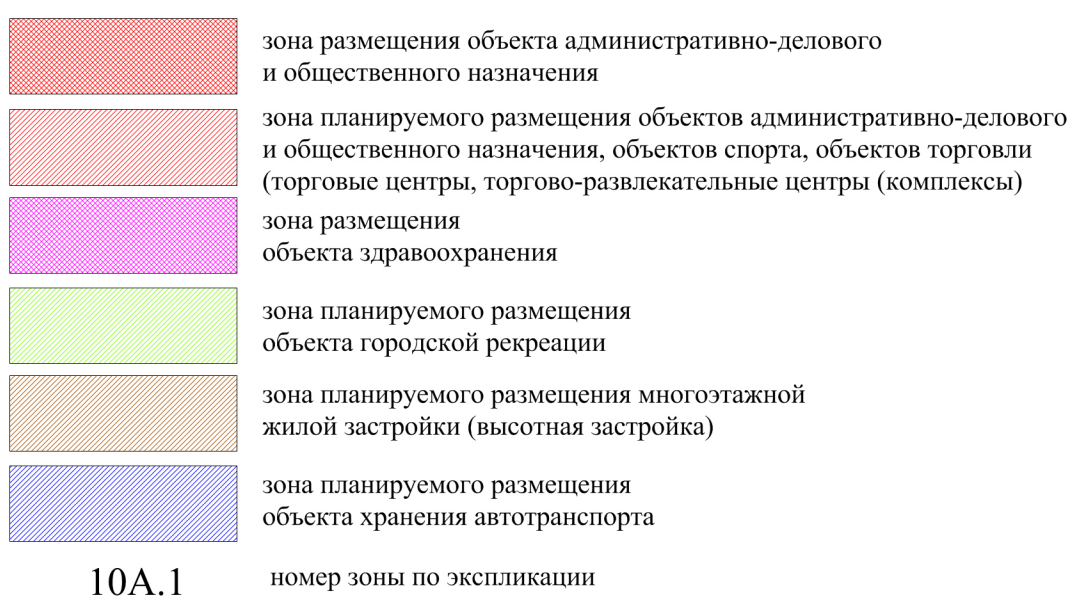 зона размещения объекта административно-делового
и общественного назначения
зона планируемого размещения объектов административно-делового
и общественного назначения, объектов спорта, объектов торговли
(торговые центры, торгово-развлекательные центры (комплексы)
зона размещения
объекта здравоохранения
зона планируемого размещения
объекта городской рекреации
зона планируемого размещения многоэтажной
жилой застройки (высотная застройка)
зона планируемого размещения
объекта хранения автотранспорта
10А.1 номер зоны по экспликации